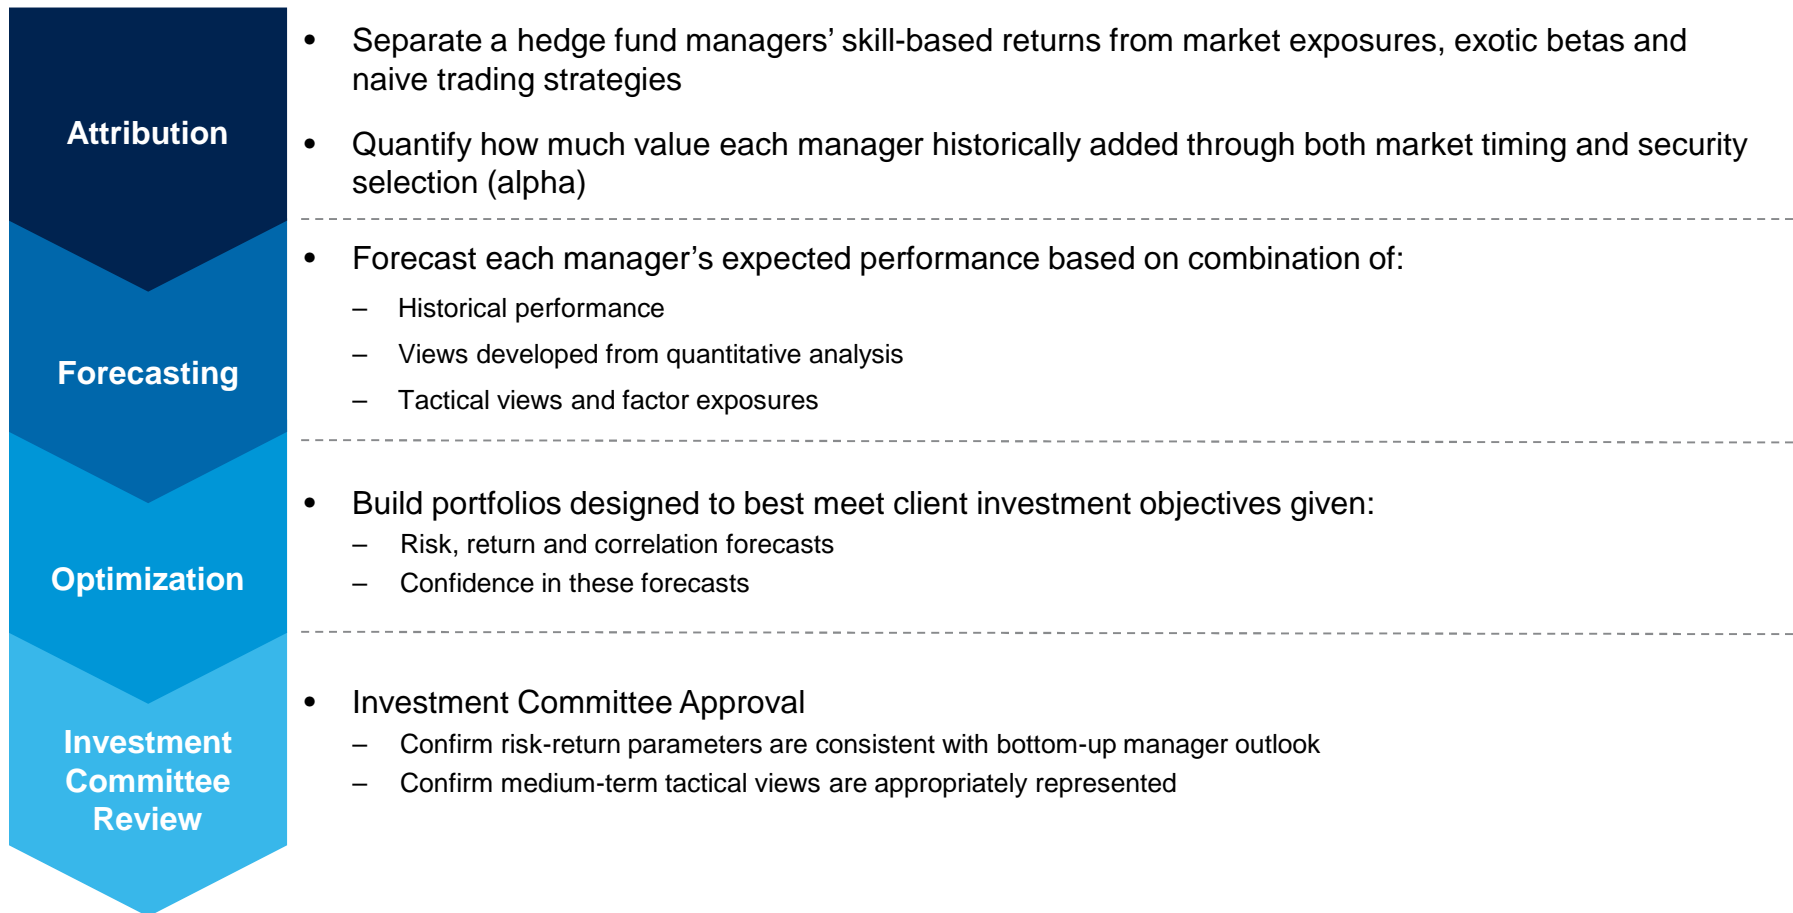 Attribution
• Separate a hedge fund managers’ skill-based returns from market exposures, exotic betas and
naive trading strategies
• Quantify how much value each manager historically added through both market timing and security
selection (alpha)
Forecasting
• Forecast each manager’s expected performance based on combination of:
– Historical performance
– Views developed from quantitative analysis
– Tactical views and factor exposures
Optimization
• Build portfolios designed to best meet client investment objectives given:
– Risk, return and correlation forecasts
– Confidence in these forecasts
Investment
Committee
Review
• Investment Committee Approval
– Confirm risk-return parameters are consistent with bottom-up manager outlook
– Confirm medium-term tactical views are appropriately represented